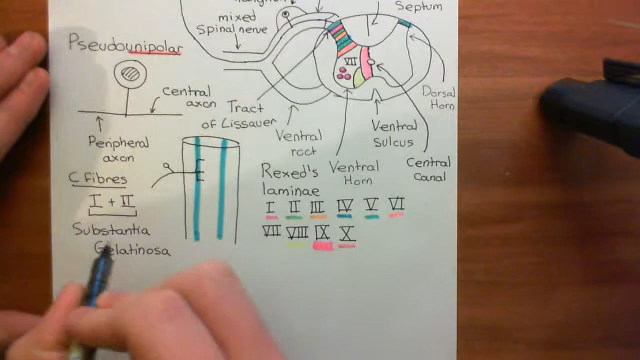 mixed
Spinal nerve
Septum
Pseudounipolar
VII
Central
axon
Tract
of Lissauer
Dorsal
Horn
Peripheral
axon
Ventral
root
Ventral
Sulcus
C Fibres
Rexed's
laminae
Ventral
Horn
Central
Canal
I + II
I II III IV V VI
Substantia
Gelatinosa
VII VIII IX X